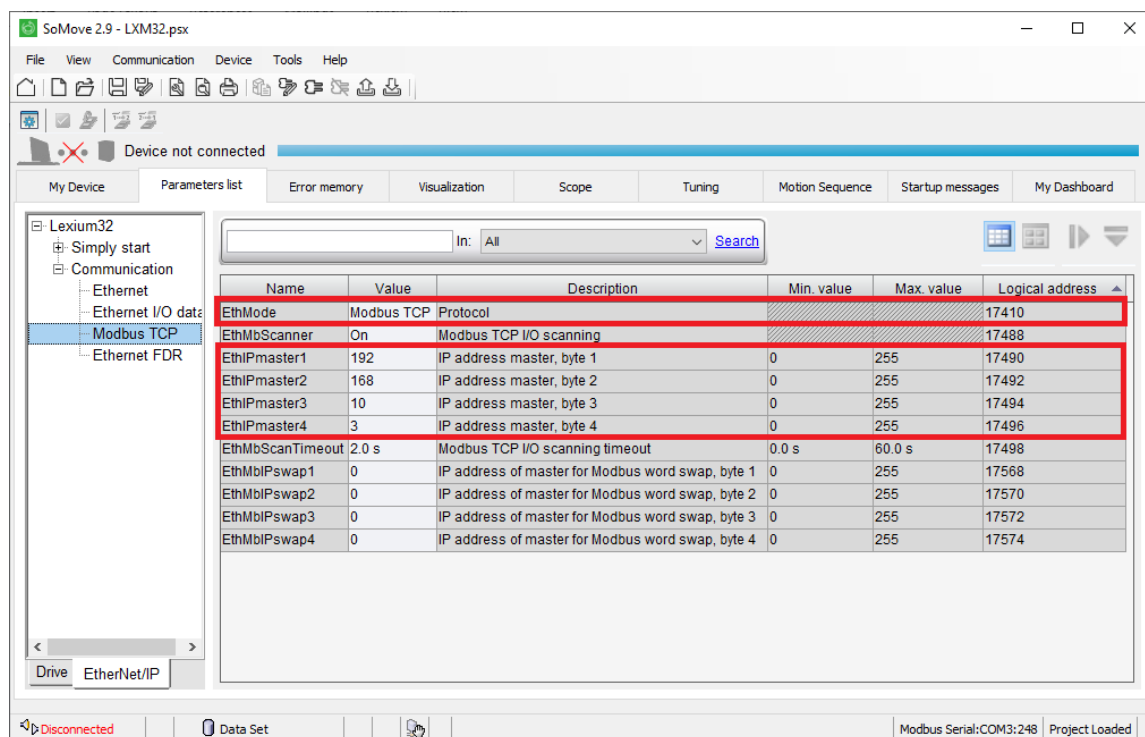 SoMove 2.9 - LXM32.psx
File View Communication Device Tools Help
Device not connected
My Device Parameters list Error memory Visualization Scope Tuning Motion Sequence Startup messages My Dashboard
Lexium32
Simply start
Communication
Ethernet
Ethernet I/O data
Modbus TCP
Ethernet FDR
In: All Search
Name Value Description Min. value Max. value Logical address
EthMode Modbus TCP Protocol 17410
EthMbScanner On Modbus TCP I/O scanning 17488
EthIPmaster1 192 IP address master, byte 1 0 255 17490
EthIPmaster2 168 IP address master, byte 2 0 255 17492
EthIPmaster3 10 IP address master, byte 3 0 255 17494
EthIPmaster4 3 IP address master, byte 4 0 255 17496
EthMbScanTimeout 2.0 s Modbus TCP I/O scanning timeout 0.0 s 60.0 s 17498
EthMbIPswap1 0 IP address of master for Modbus word swap, byte 1 0 255 17568
EthMbIPswap2 0 IP address of master for Modbus word swap, byte 2 0 255 17570
EthMbIPswap3 0 IP address of master for Modbus word swap, byte 3 0 255 17572
EthMbIPswap4 0 IP address of master for Modbus word swap, byte 4 0 255 17574
Drive EtherNet/IP
Disconnected Data Set Modbus Serial:COM3:248 Project Loaded